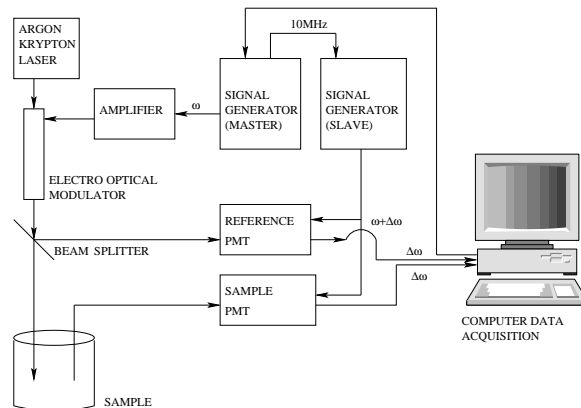 ARGON
KRYPTON
LASER
10MHz
AMPLIFIER
ω
SIGNAL
GENERATOR
(MASTER)
SIGNAL
GENERATOR
(SLAVE)
ELECTRO OPTICAL
MODULATOR
REFERENCE
PMT
ω+Δω
BEAM SPLITTER
Δω
SAMPLE
PMT
Δω
COMPUTER DATA
ACQUISITION
SAMPLE